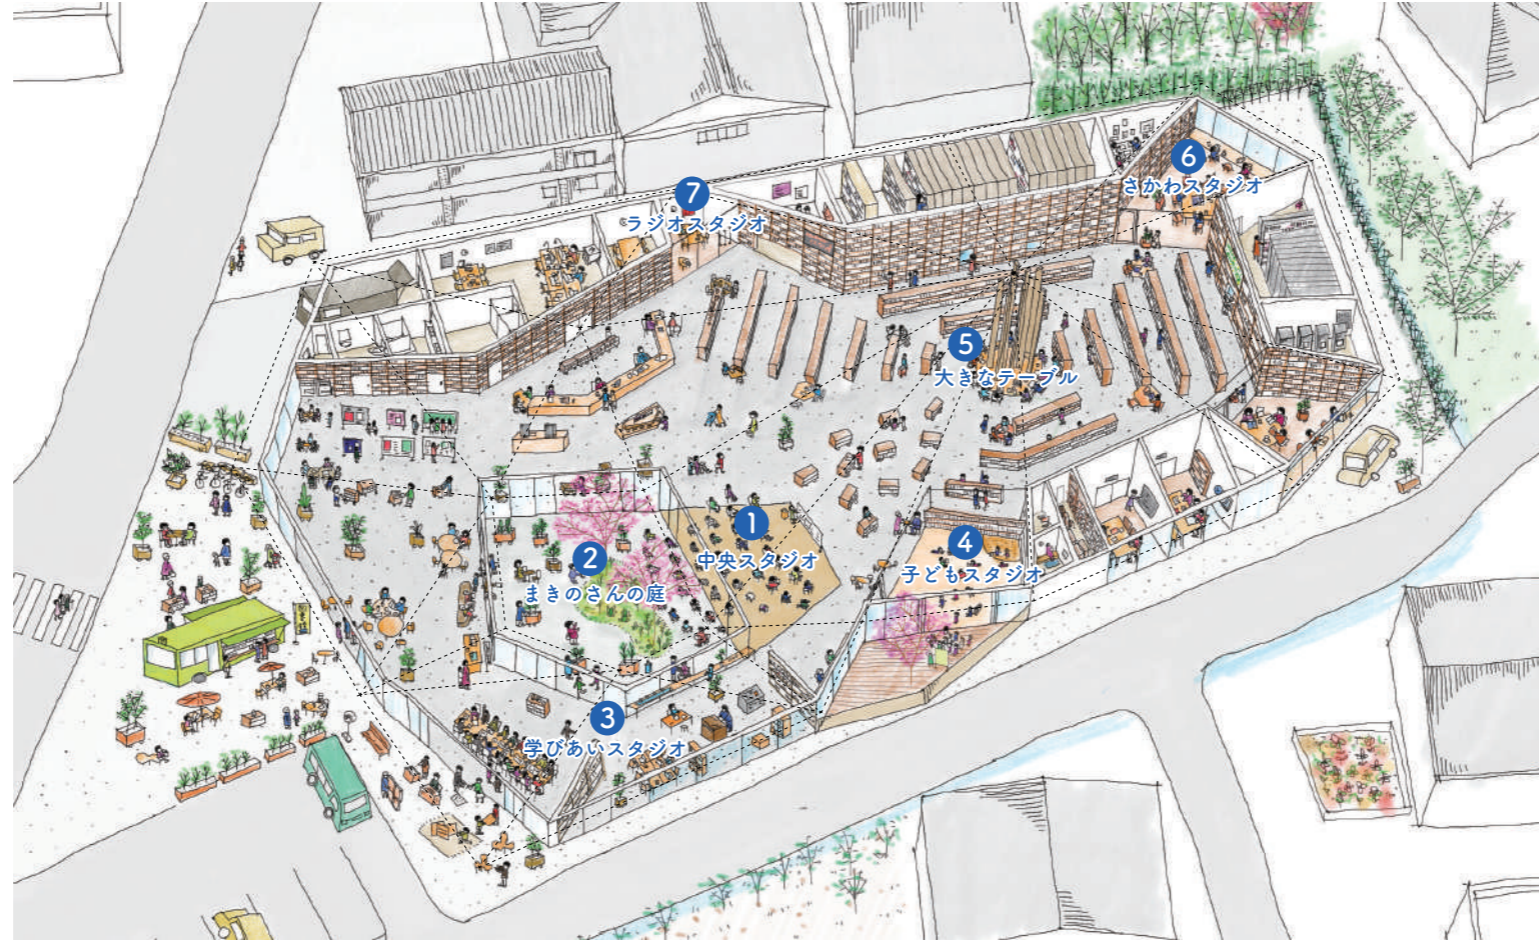 1
中央スタジオ
2
まきのさんの庭
3
学びあいスタジオ
4
子どもスタジオ
5
大きなテーブル
6
さかわスタジオ
7
ラジオスタジオ